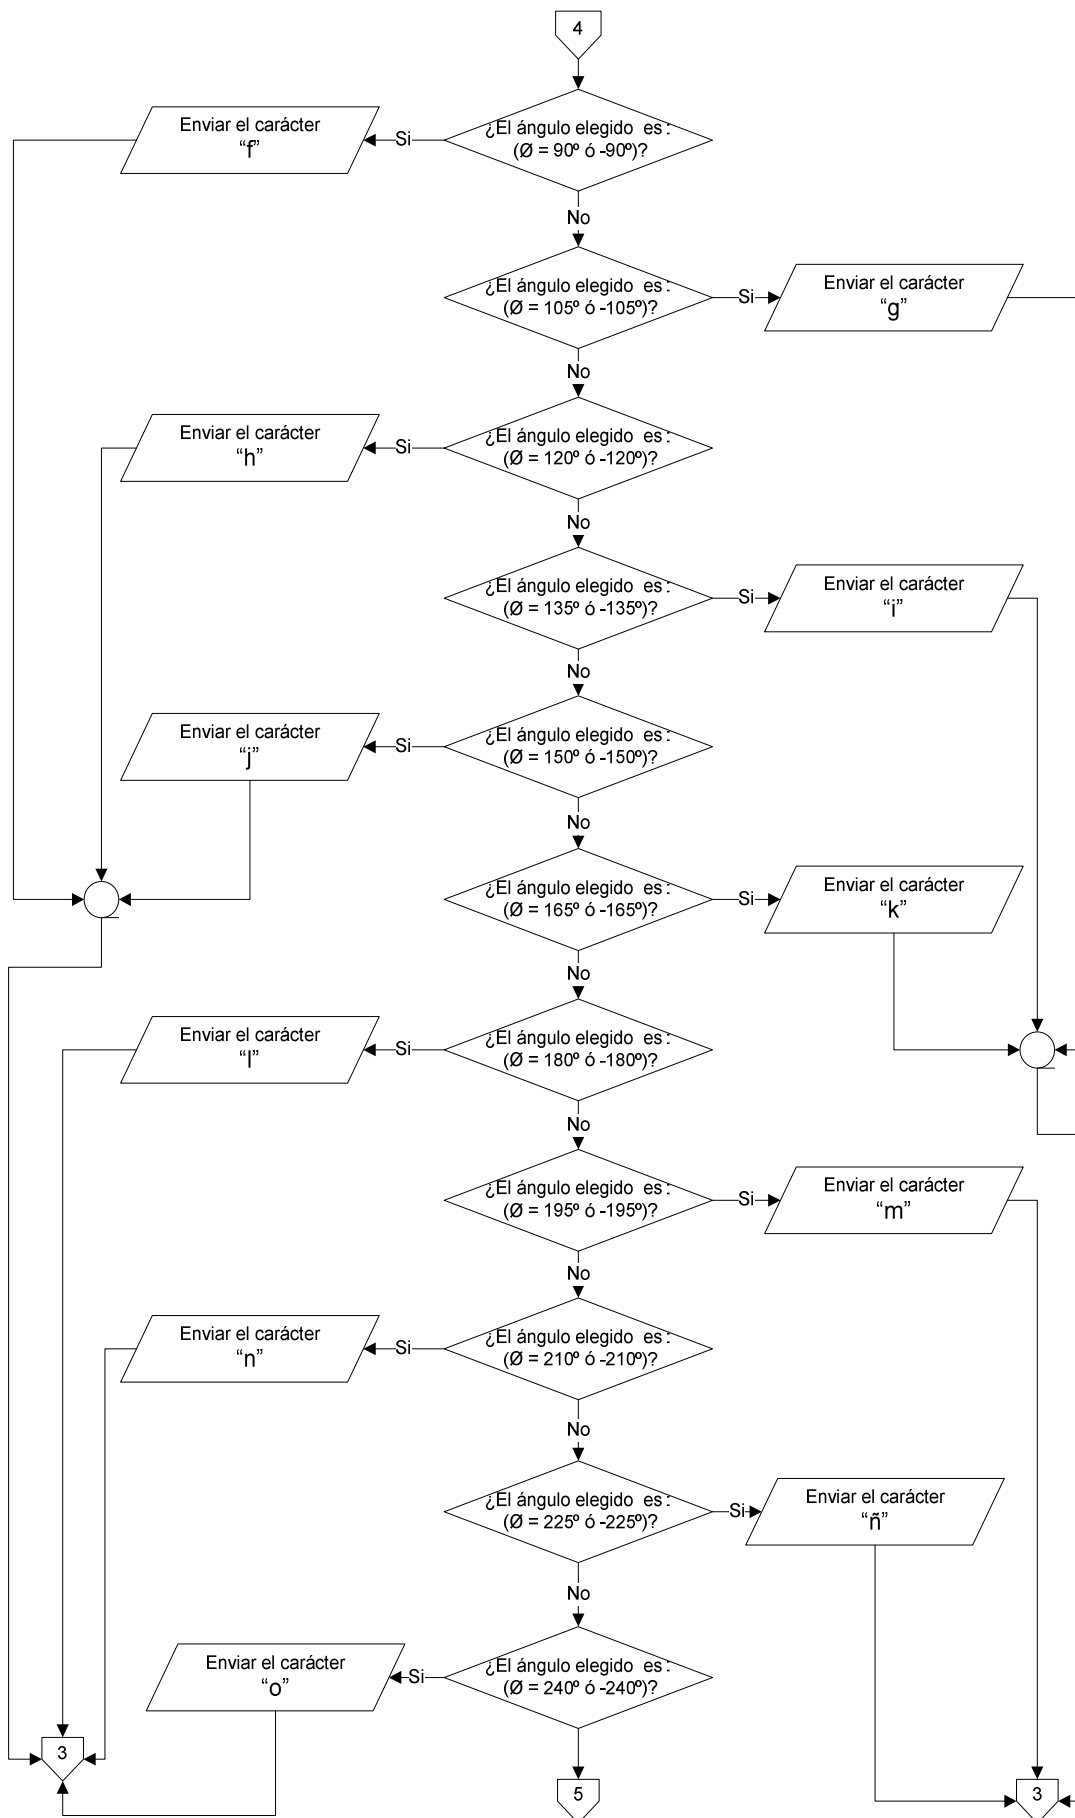 4
¿El ángulo elegido es:
(Ø = 90º ó -90º)?
Si
Enviar el carácter
“f”
No
¿El ángulo elegido es:
(Ø = 105º ó -105º)?
Si
Enviar el carácter
“g”
No
¿El ángulo elegido es:
(Ø = 120º ó -120º)?
Si
Enviar el carácter
“h”
No
¿El ángulo elegido es:
(Ø = 135º ó -135º)?
Si
Enviar el carácter
“i”
No
¿El ángulo elegido es:
(Ø = 150º ó -150º)?
Si
Enviar el carácter
“j”
No
¿El ángulo elegido es:
(Ø = 165º ó -165º)?
Si
Enviar el carácter
“k”
No
¿El ángulo elegido es:
(Ø = 180º ó -180º)?
Si
Enviar el carácter
“l”
No
¿El ángulo elegido es:
(Ø = 195º ó -195º)?
Si
Enviar el carácter
“m”
No
¿El ángulo elegido es:
(Ø = 210º ó -210º)?
Si
Enviar el carácter
“n”
No
¿El ángulo elegido es:
(Ø = 225º ó -225º)?
Si
Enviar el carácter
“ñ”
No
¿El ángulo elegido es:
(Ø = 240º ó -240º)?
Si
Enviar el carácter
“o”
3
5
3